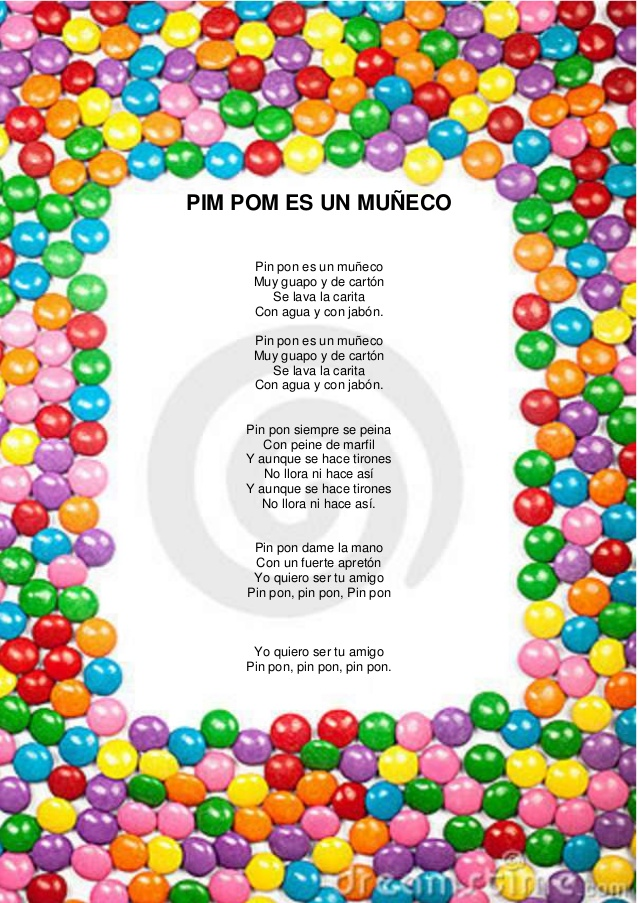 PIM POM ES UN MUÑECO
Pin pon es un muñeco
Muy guapo y de cartón
Se lava la carita
Con agua y con jabón.
Pin pon es un muñeco
Muy guapo y de cartón
Se lava la carita
Con agua y con jabón.
Pin pon siempre se peina
Con peine de marfil
Y aunque se hace tirones
No llora ni hace así
Y aunque se hace tirones
No llora ni hace así.
Pin pon dame la mano
Con un fuerte apretón
Yo quiero ser tu amigo
Pin pon, pin pon, Pin pon
Yo quiero ser tu amigo
Pin pon, pin pon, pin pon.
dreamstime.com